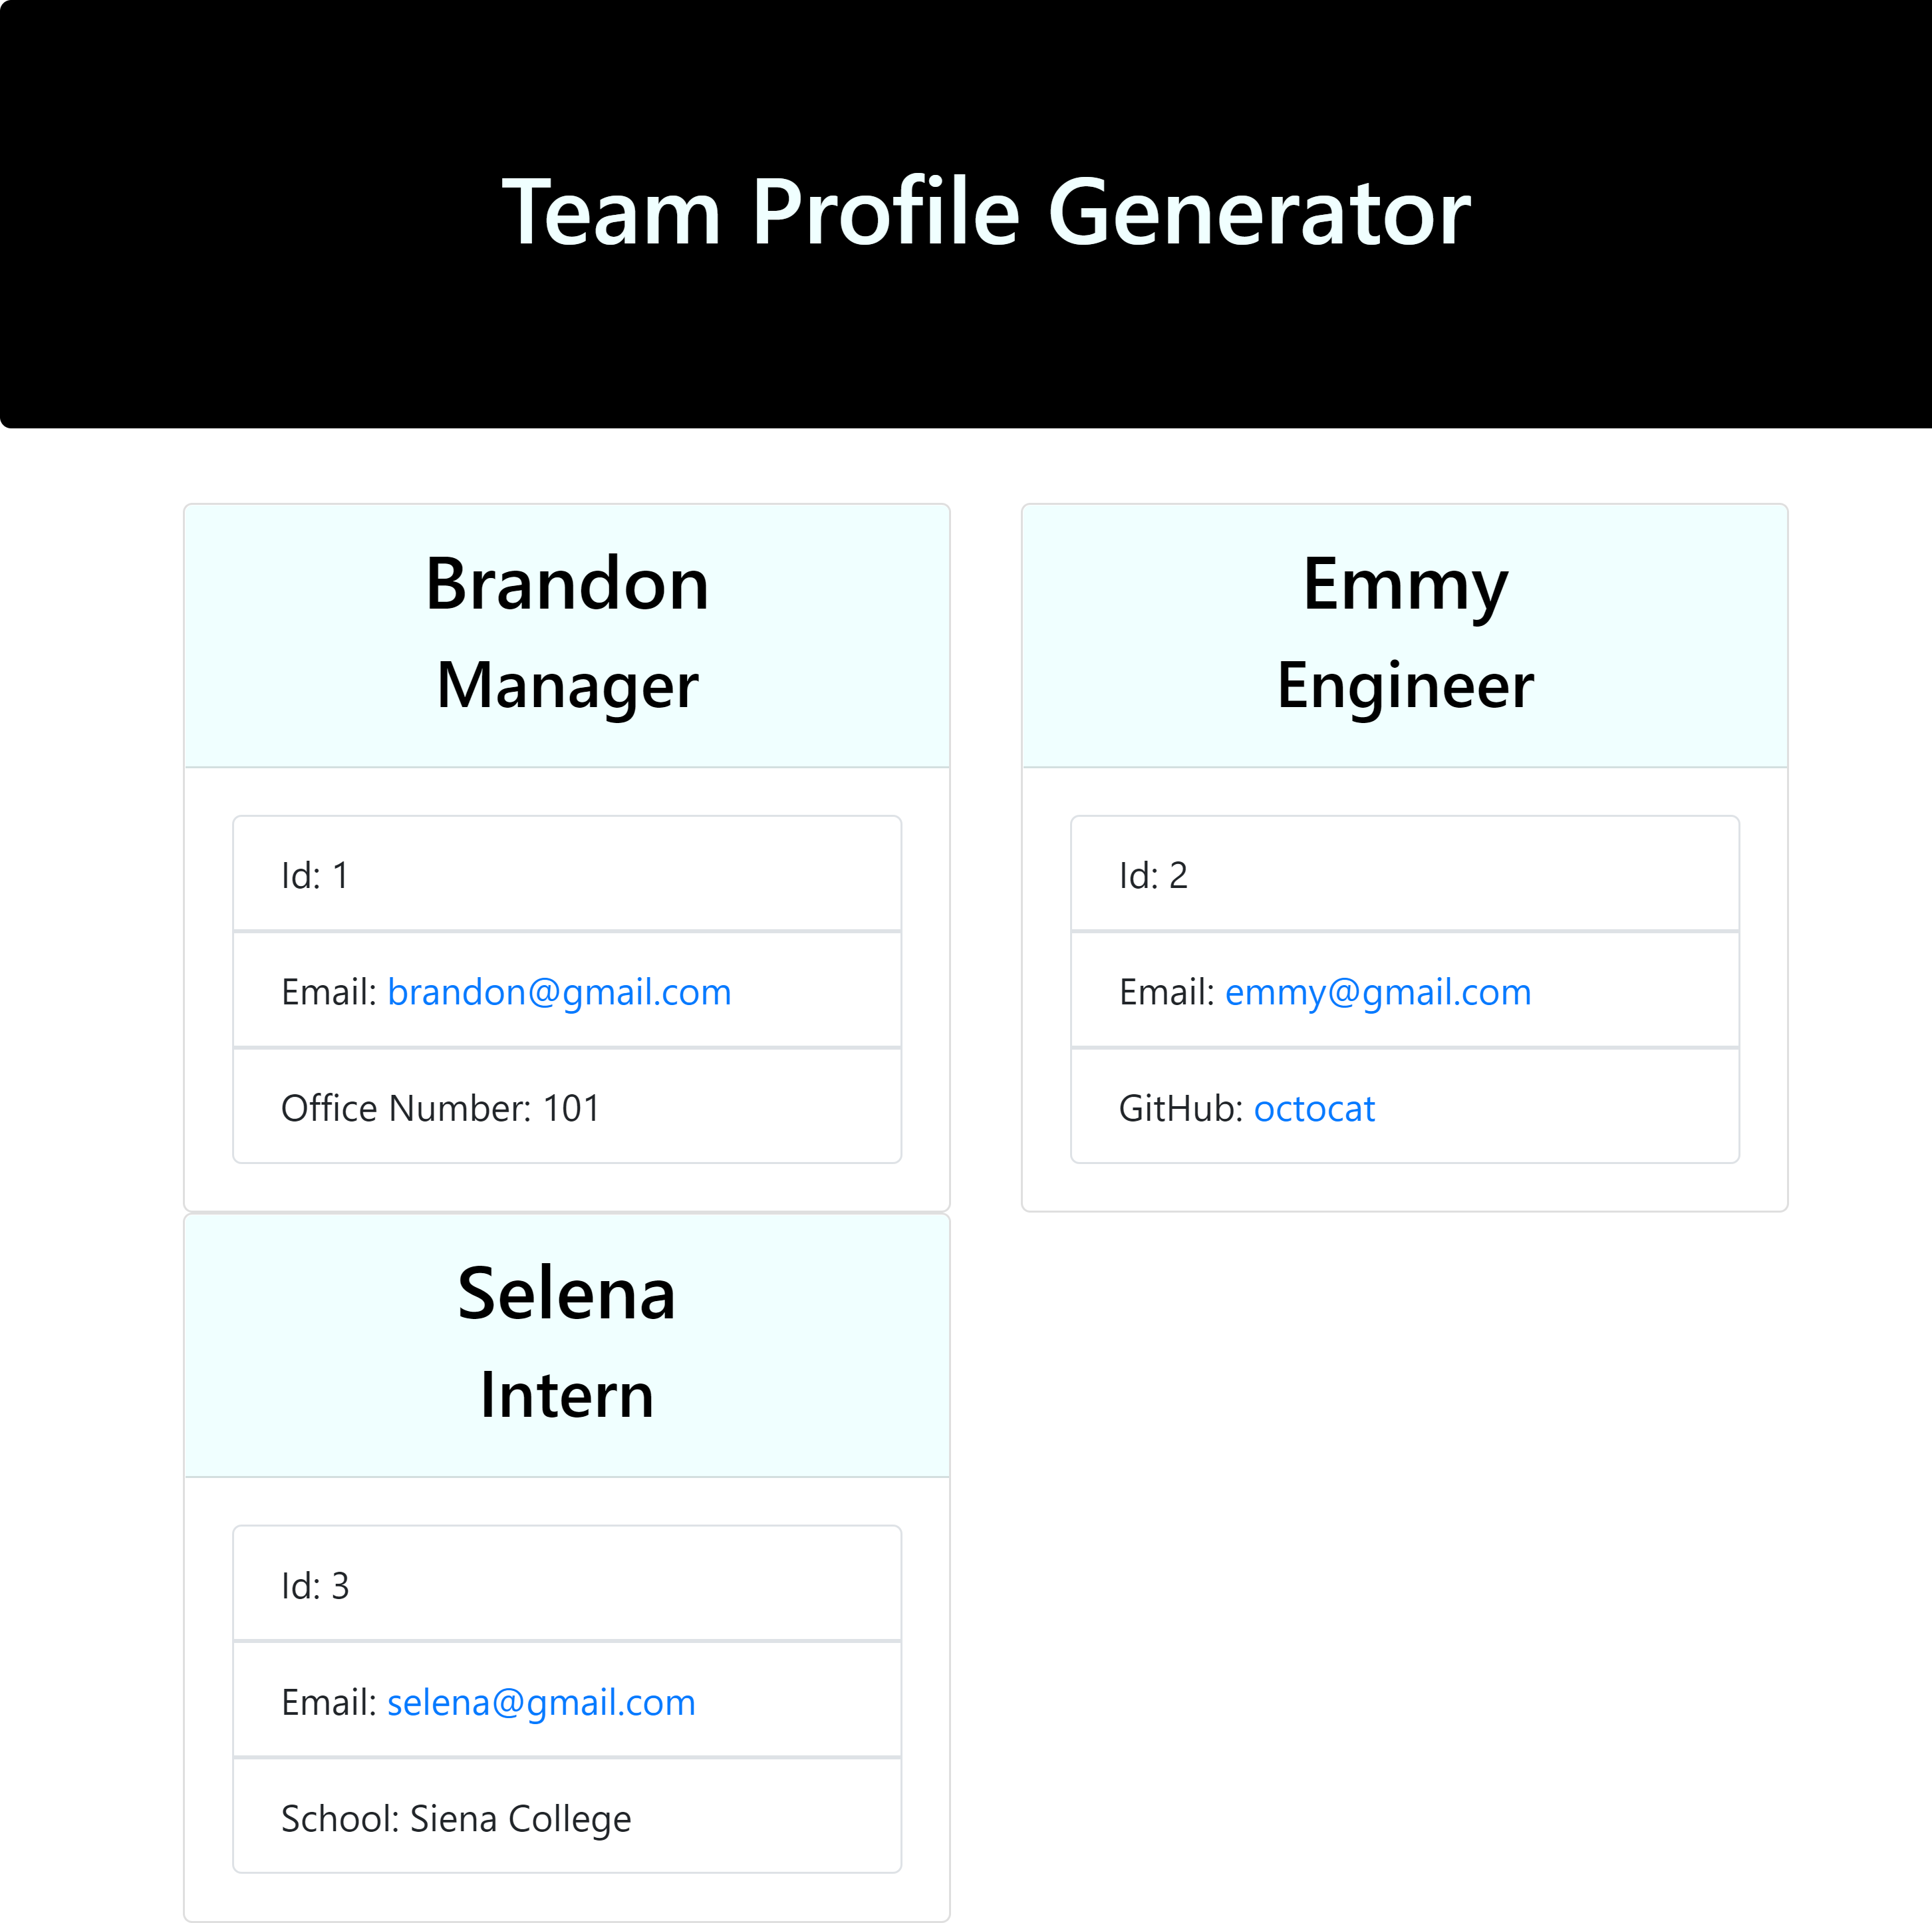 Team Profile Generator
Brandon
Manager
Id: 1
Email: brandon@gmail.com
Office Number: 101
Emmy
Engineer
Id: 2
Email: emmy@gmail.com
GitHub: octocat
Selena
Intern
Id: 3
Email: selena@gmail.com
School: Siena College